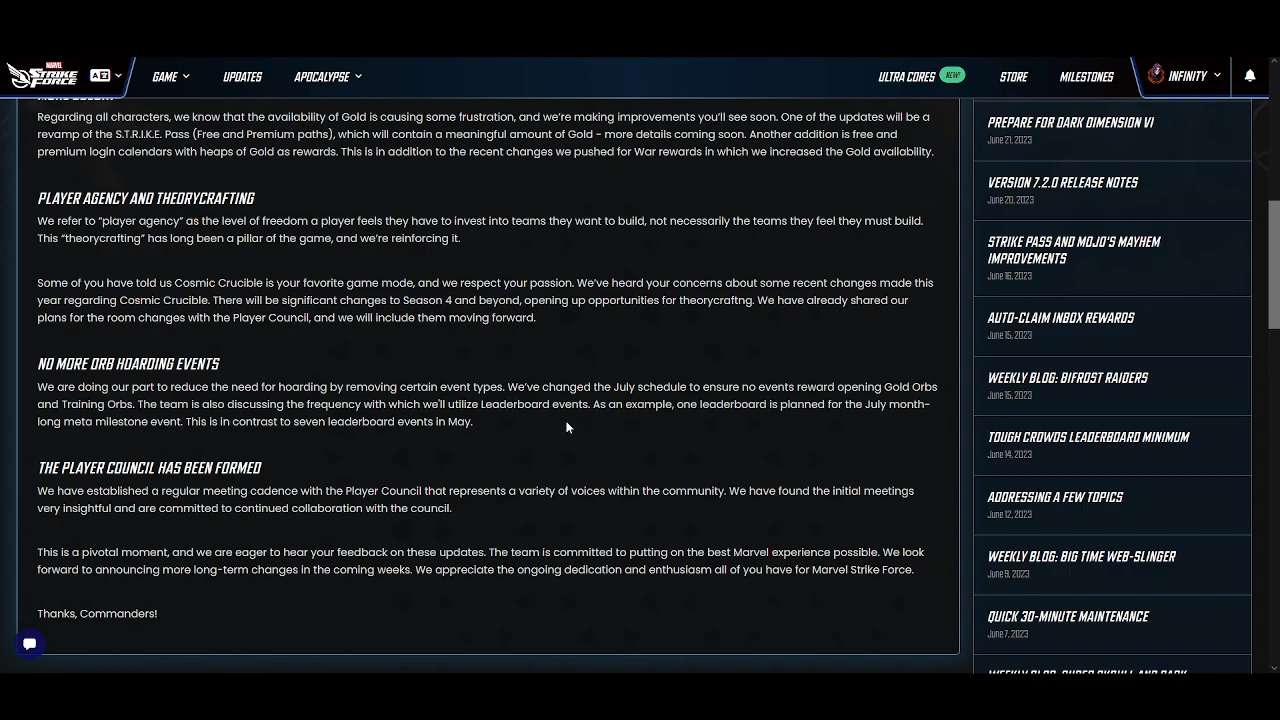 MARVEL
STRIKE FORCE
GAME
UPDATES
APOCALYPSE
ULTRA CORES NEW!
STORE
MILESTONES
INFINITY
Regarding all characters, we know that the availability of Gold is causing some frustration, and we're making improvements you'll see soon. One of the updates will be a
revamp of the S.T.R.I.K.E. Pass (Free and Premium paths), which will contain a meaningful amount of Gold - more details coming soon. Another addition is free and
premium login calendars with heaps of Gold as rewards. This is in addition to the recent changes we pushed for War rewards in which we increased the Gold availability.
PLAYER AGENCY AND THEORYCRAFTING
We refer to "player agency" as the level of freedom a player feels they have to invest into teams they want to build, not necessarily the teams they feel they must build.
This "theorycrafting" has long been a pillar of the game, and we're reinforcing it.
Some of you have told us Cosmic Crucible is your favorite game mode, and we respect your passion. We've heard your concerns about some recent changes made this
year regarding Cosmic Crucible. There will be significant changes to Season 4 and beyond, opening up opportunities for theorycraftng. We have already shared our
plans for the room changes with the Player Council, and we will include them moving forward.
NO MORE ORB HOARDING EVENTS
We are doing our part to reduce the need for hoarding by removing certain event types. We've changed the July schedule to ensure no events reward opening Gold Orbs
and Training Orbs. The team is also discussing the frequency with which we'll utilize Leaderboard events. As an example, one leaderboard is planned for the July month-
long meta milestone event. This is in contrast to seven leaderboard events in May.
THE PLAYER COUNCIL HAS BEEN FORMED
We have established a regular meeting cadence with the Player Council that represents a variety of voices within the community. We have found the initial meetings
very insightful and are committed to continued collaboration with the council.
This is a pivotal moment, and we are eager to hear your feedback on these updates. The team is committed to putting on the best Marvel experience possible. We look
forward to announcing more long-term changes in the coming weeks. We appreciate the ongoing dedication and enthusiasm all of you have for Marvel Strike Force.
Thanks, Commanders!
PREPARE FOR DARK DIMENSION VI
June 21, 2023
VERSION 7.2.0 RELEASE NOTES
June 20, 2023
STRIKE PASS AND MOJO'S MAYHEM
IMPROVEMENTS
June 16, 2023
AUTO-CLAIM INBOX REWARDS
June 15, 2023
WEEKLY BLOG: BIFROST RAIDERS
June 15, 2023
TOUGH CROWDS LEADERBOARD MINIMUM
June 14, 2023
ADDRESSING A FEW TOPICS
June 12, 2023
WEEKLY BLOG: BIG TIME WEB-SLINGER
June 9, 2023
QUICK 30-MINUTE MAINTENANCE
June 7, 2023